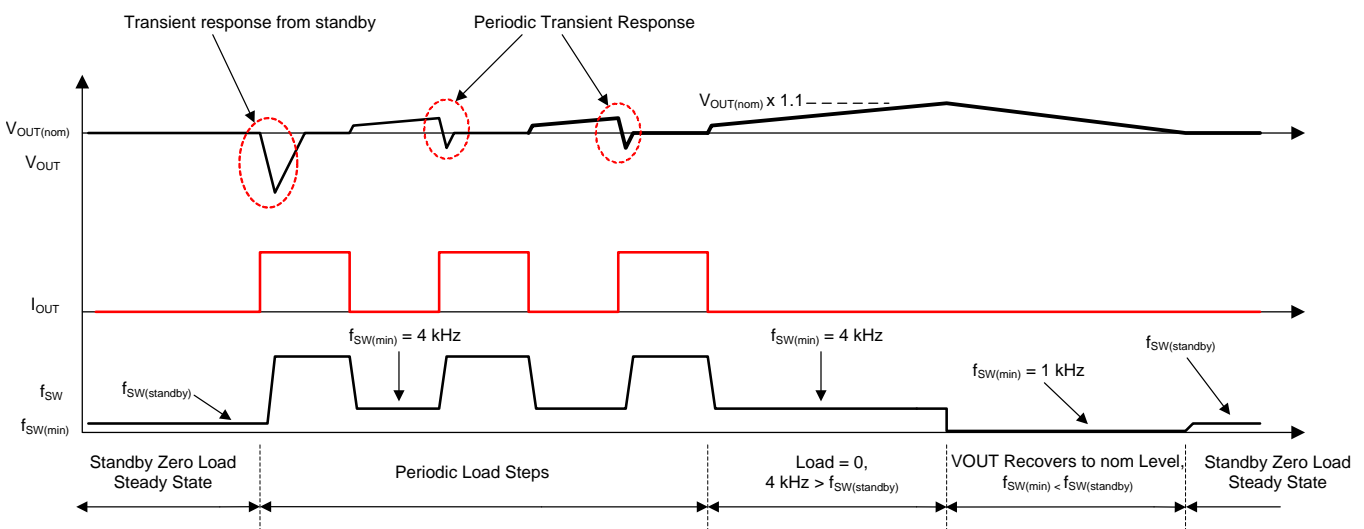 Transient response from standby
Periodic Transient Response
VOUT(nom) x 1.1
VOUT(nom)
VOUT
IOUT
fSW(min) = 4 kHz
fSW(min) = 4 kHz
fSW(standby)
fSW(min) = 1 kHz
fSW(standby)
fSW
fSW(min)
Standby Zero Load
Steady State
Periodic Load Steps
Load = 0,
4 kHz > fSW(standby)
VOUT Recovers to nom Level,
fSW(min) < fSW(standby)
Standby Zero Load
Steady State